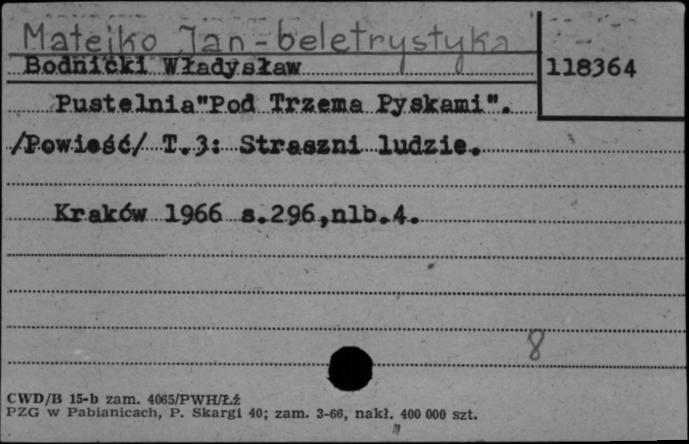 Matejko Jan - beletrystyka
Bodnicki Władysław
118364
Pustelnia"Pod Trzema Pyskami".
/Powieść/ T.3: Straszni ludzie.
Kraków 1966 s.296,nlb.4.
8
CWD/B 15-b zam. 4065/PWH/Łź
PZG w Pabianicach, P. Skargi 40; zam. 3-66, nakł. 400 000 szt.